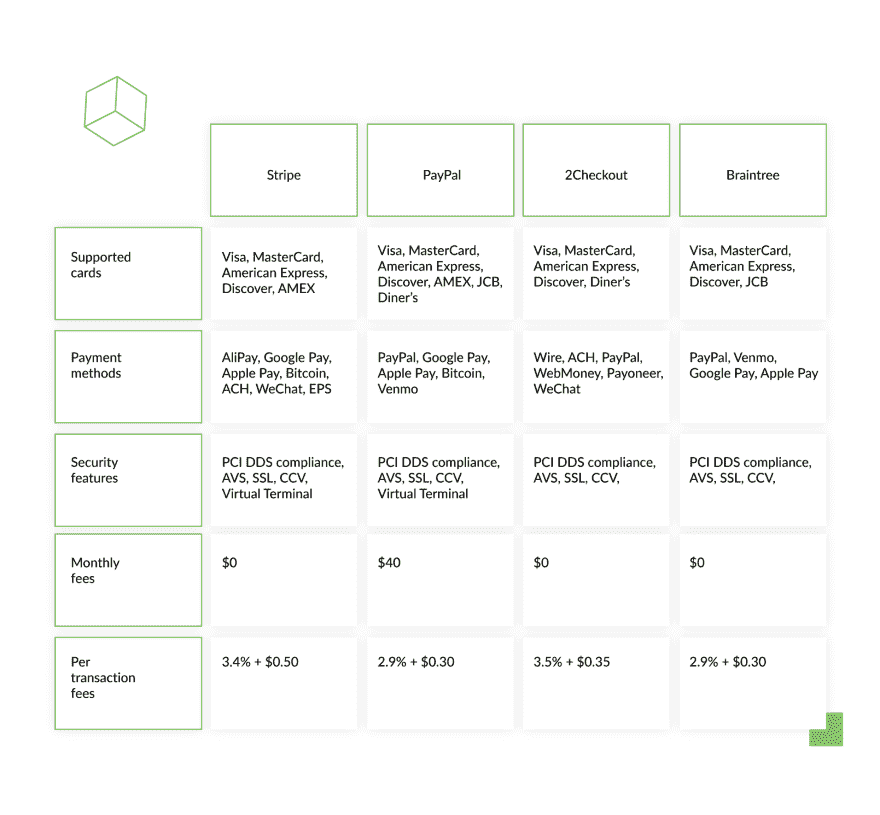 Stripe
PayPal
2Checkout
Braintree
Supported
cards
Visa, MasterCard,
American Express,
Discover, AMEX
Visa, MasterCard,
American Express,
Discover, AMEX, JCB,
Diner's
Visa, MasterCard,
American Express,
Discover, Diner's
Visa, MasterCard,
American Express,
Discover, JCB
Payment
methods
AliPay, Google Pay,
Apple Pay, Bitcoin,
ACH, WeChat, EPS
PayPal, Google Pay,
Apple Pay, Bitcoin,
Venmo
Wire, ACH, PayPal,
WebMoney, Payoneer,
WeChat
PayPal, Venmo,
Google Pay, Apple Pay
Security
features
PCI DDS compliance,
AVS, SSL, CCV,
Virtual Terminal
PCI DDS compliance,
AVS, SSL, CCV,
Virtual Terminal
PCI DDS compliance,
AVS, SSL, CCV,
PCI DDS compliance,
AVS, SSL, CCV,
Monthly
fees
$0
$40
$0
$0
Per
transaction
fees
3.4% + $0.50
2.9% + $0.30
3.5% + $0.35
2.9% + $0.30